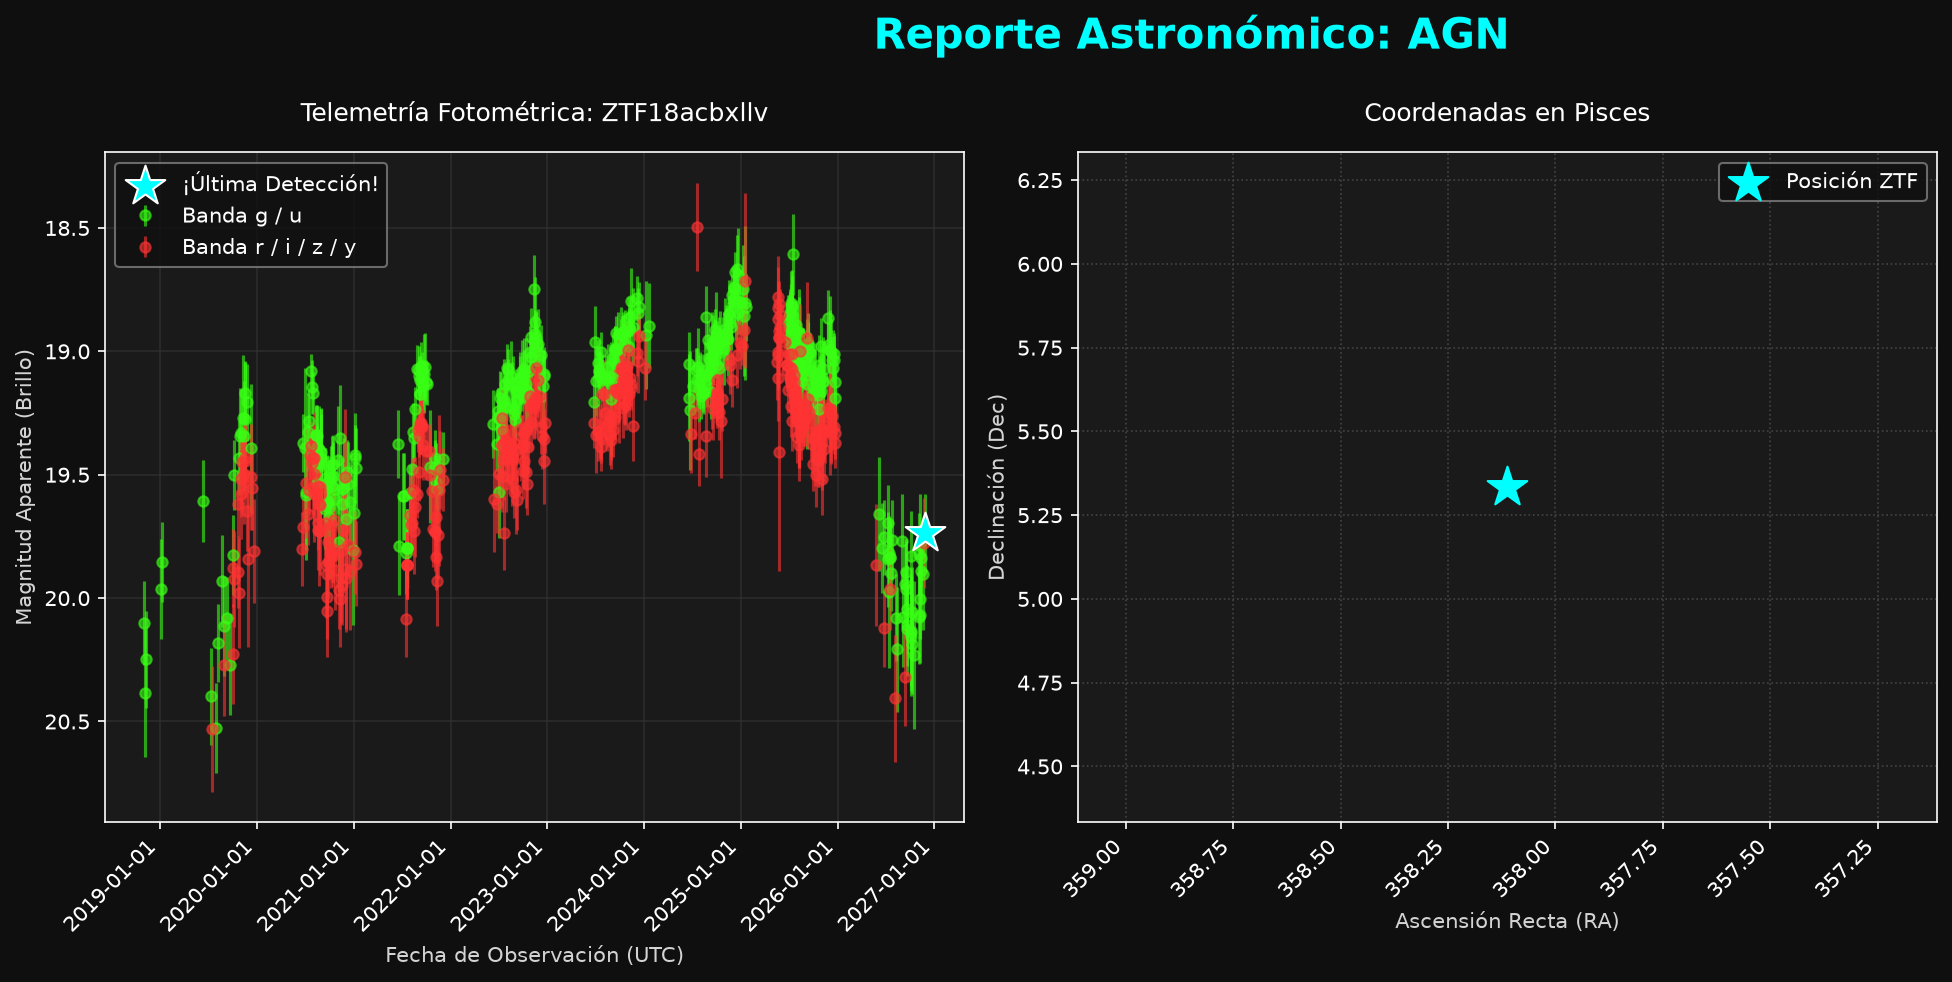 Reporte Astronómico: AGN
Telemetría Fotométrica: ZTF18acbxllv
¡Última Detección!
Banda g / u
Banda r / i / z / y
Magnitud Aparente (Brillo)
18.5
19.0
19.5
20.0
20.5
2019-01-01
2020-01-01
2021-01-01
2022-01-01
2023-01-01
2024-01-01
2025-01-01
2026-01-01
2027-01-01
Fecha de Observación (UTC)
Coordenadas en Pisces
Posición ZTF
Declinación (Dec)
6.25
6.00
5.75
5.50
5.25
5.00
4.75
4.50
359.00
358.75
358.50
358.25
358.00
357.75
357.50
357.25
Ascensión Recta (RA)